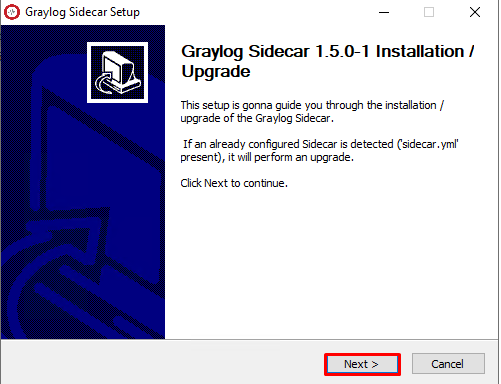 Graylog Sidecar Setup
Graylog Sidecar 1.5.0-1 Installation /
Upgrade
This setup is gonna guide you through the installation /
upgrade of the Graylog Sidecar.
If an already configured Sidecar is detected ('sidecar.yml'
present), it will perform an upgrade.
Click Next to continue.
Next >
Cancel